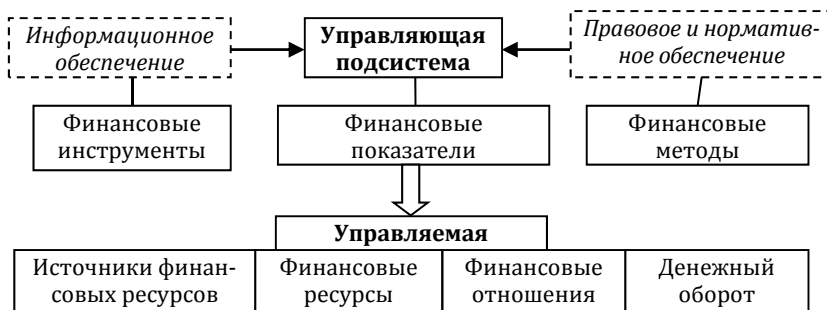 Информационное
обеспечение
Управляющая
подсистема
Правовое и норматив-
ное обеспечение
Финансовые
инструменты
Финансовые
показатели
Финансовые
методы
Управляемая
Источники финан-
совых ресурсов
Финансовые
ресурсы
Финансовые
отношения
Денежный
оборот